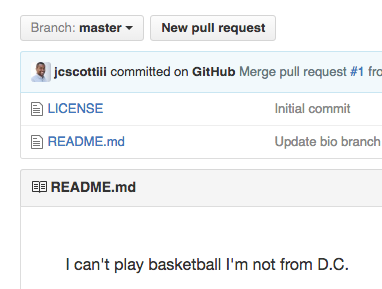 Branch: master New pull request
jcscottiii committed on GitHub Merge pull request #1 fro
LICENSE Initial commit
README.md Update bio branch
README.md
I can't play basketball I'm not from D.C.